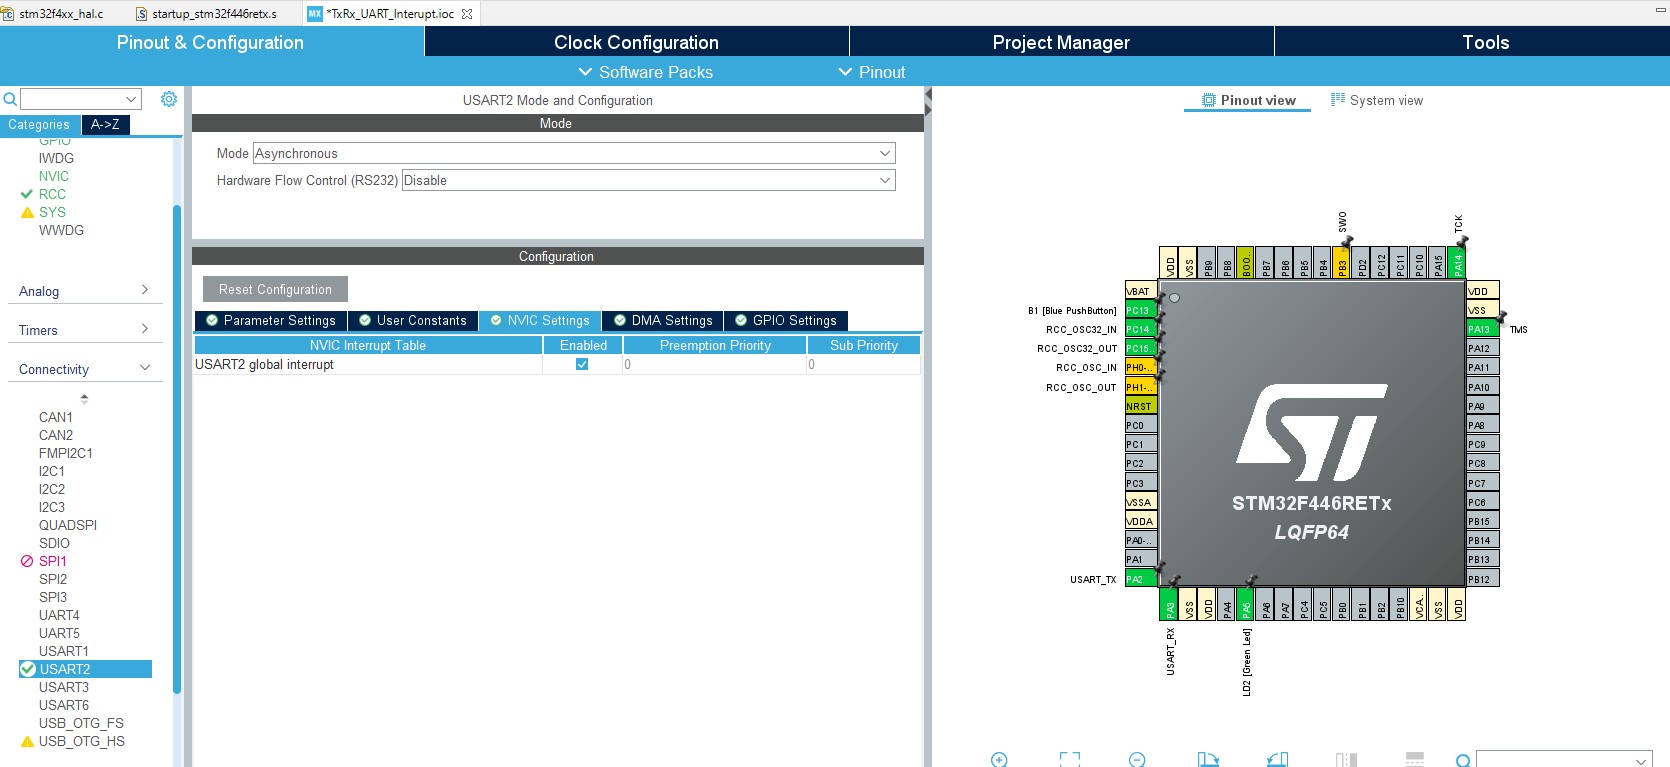 stm32f4xx_hal.c
startup_stm32f446retx.s
MX *TxRx_UART_Interupt.ioc
Pinout & Configuration
Clock Configuration
Project Manager
Tools
Software Packs
Pinout
Categories
A->Z
GPIO
IWDG
NVIC
RCC
SYS
WWDG
Analog
Timers
Connectivity
CAN1
CAN2
FMPI2C1
I2C1
I2C2
I2C3
QUADSPI
SDIO
SPI1
SPI2
SPI3
UART4
UART5
USART1
USART2
USART3
USART6
USB_OTG_FS
USB_OTG_HS
USART2 Mode and Configuration
Mode
Mode Asynchronous
Hardware Flow Control (RS232) Disable
Configuration
Reset Configuration
Parameter Settings
User Constants
NVIC Settings
DMA Settings
GPIO Settings
NVIC Interrupt Table Enabled Preemption Priority Sub Priority
USART2 global interrupt 0 0
Pinout view
System view
SWO
TCK
VDD
VSS
PB9
PB8
BOO..
PB7
PB6
PB5
PB4
PB3
PD2
PC12
PC11
PC10
PA15
PA14
VBAT
B1 [Blue PushButton] PC13
RCC_OSC32_IN PC14..
RCC_OSC32_OUT PC15..
RCC_OSC_IN PH0-..
RCC_OSC_OUT PH1-..
NRST
PC0
PC1
PC2
PC3
VSSA
VDDA
PA0-..
PA1
USART_TX PA2
STM32F446RETx
LQFP64
VDD
VSS
PA13 TMS
PA12
PA11
PA10
PA9
PA8
PC9
PC8
PC7
PC6
PB15
PB14
PB13
PB12
PA3
VSS
VDD
PA4
PA5
PA6
PA7
PC4
PC5
PB0
PB1
PB2
PB10
VCA..
VSS
VDD
USART_RX
LD2 [Green Led]